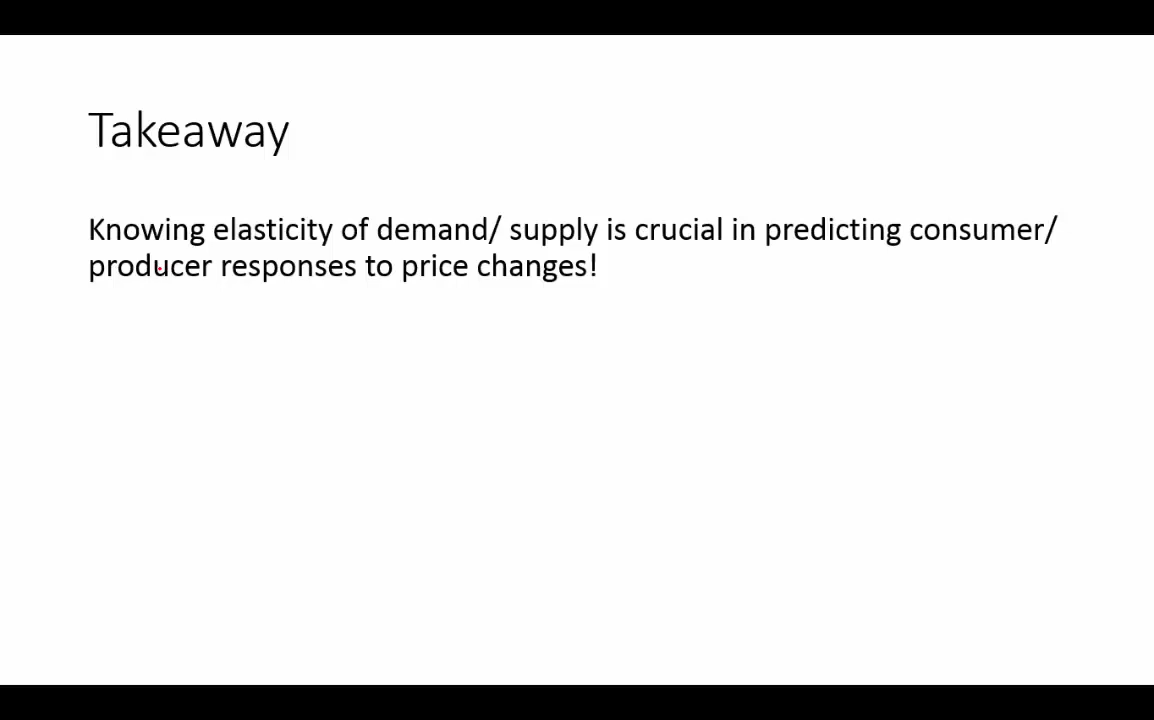 Takeaway
Knowing elasticity of demand/ supply is crucial in predicting consumer/
producer responses to price changes!